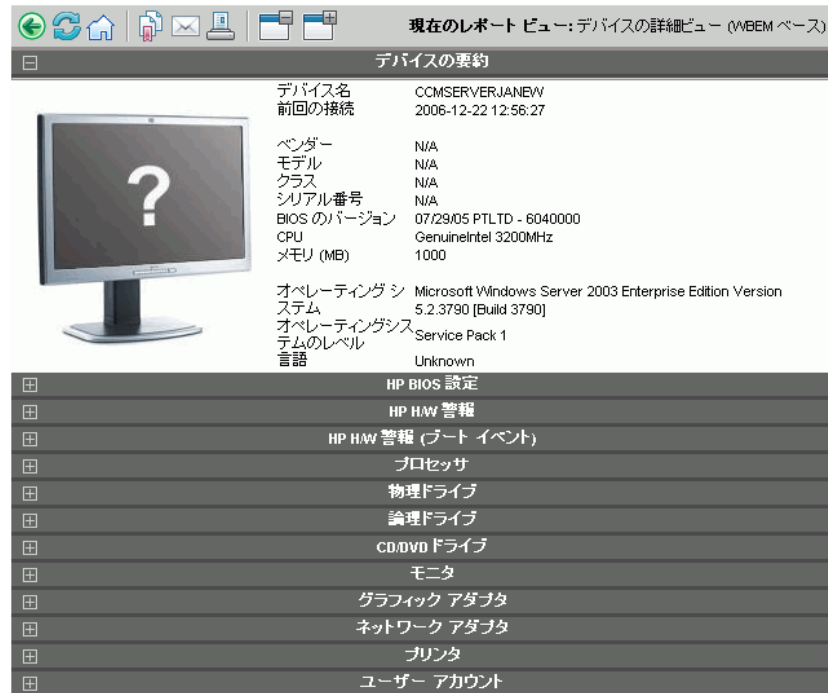 現在のレポート ビュー: デバイスの詳細ビュー (WBEM ベース)
デバイスの要約
デバイス名 CCMSERVERJANEW
前回の接続 2006-12-22 12:56:27
ベンダー N/A
モデル N/A
クラス N/A
シリアル番号 N/A
BIOS のバージョン 07/29/05 PTLTD - 6040000
CPU GenuineIntel 3200MHz
メモリ (MB) 1000
オペレーティング シ Microsoft Windows Server 2003 Enterprise Edition Version
ステム 5.2.3790 [Build 3790]
オペレーティングシス Service Pack 1
テムのレベル
言語 Unknown
HP BIOS 設定
HP H/W 警報
HP H/W 警報 (ブート イベント)
プロセッサ
物理ドライブ
論理ドライブ
CD/DVD ドライブ
モニタ
グラフィック アダプタ
ネットワーク アダプタ
プリンタ
ユーザー アカウント
?